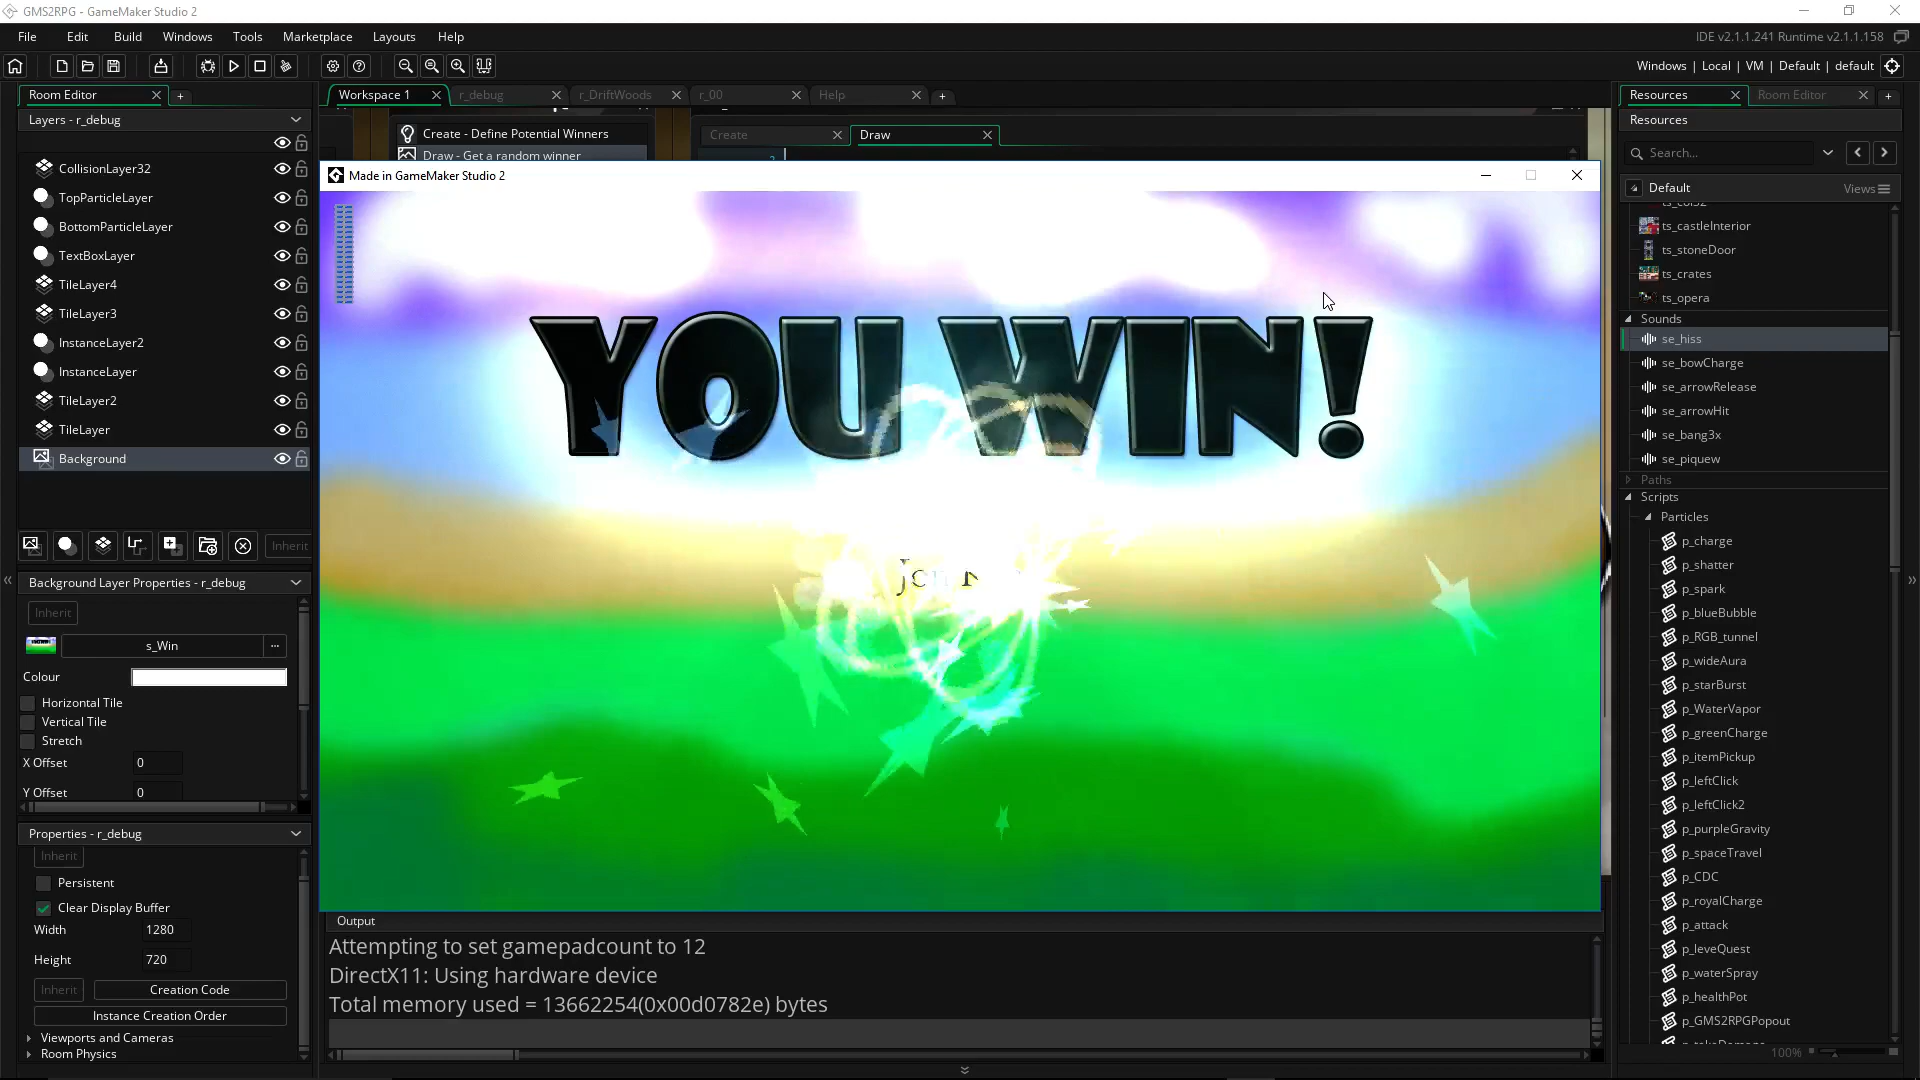 GMS2RPG - GameMaker Studio 2
File Edit Build Windows Tools Marketplace Layouts Help
IDE v2.1.1.241 Runtime v2.1.1.158
Windows | Local | VM | Default | default
Room Editor
Workspace 1 r_debug r_DriftWoods r_00 Help
Resources Room Editor
Layers - r_debug
CollisionLayer32
TopParticleLayer
BottomParticleLayer
TextBoxLayer
TileLayer4
TileLayer3
InstanceLayer2
InstanceLayer
TileLayer2
TileLayer
Background
Inherit
Background Layer Properties - r_debug
Inherit
s_Win
...
Colour
Horizontal Tile
Vertical Tile
Stretch
X Offset 0
Y Offset 0
Properties - r_debug
Inherit
Persistent
Clear Display Buffer
Width 1280
Height 720
Inherit Creation Code
Instance Creation Order
Viewports and Cameras
Room Physics
Create - Define Potential Winners
Draw - Get a random winner
Create Draw
2
Made in GameMaker Studio 2
YOU WIN!
Output
Attempting to set gamepadcount to 12
DirectX11: Using hardware device
Total memory used = 13662254(0x00d0782e) bytes
Resources
Search...
Default Views
ts_castleInterior
ts_stoneDoor
ts_crates
ts_opera
Sounds
se_hiss
se_bowCharge
se_arrowRelease
se_arrowHit
se_bang3x
se_piquew
Paths
Scripts
Particles
p_charge
p_shatter
p_spark
p_blueBubble
p_RGB_tunnel
p_wideAura
p_starBurst
p_WaterVapor
p_greenCharge
p_itemPickup
p_leftClick
p_leftClick2
p_purpleGravity
p_spaceTravel
p_CDC
p_royalCharge
p_attack
p_leveQuest
p_waterSpray
p_healthPot
p_GMS2RPGPopout
100%